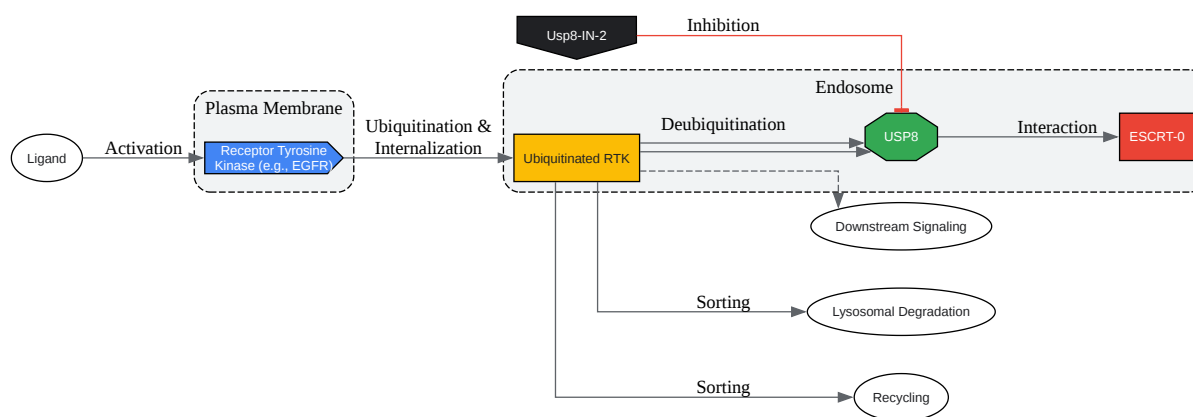 Usp8-IN-2
Inhibition
Endosome
Plasma Membrane
Ligand
Activation
Receptor Tyrosine
Kinase (e.g., EGFR)
Ubiquitination &
Internalization
Ubiquitinated RTK
Deubiquitination
USP8
Interaction
ESCRT-0
Downstream Signaling
Sorting
Lysosomal Degradation
Sorting
Recycling